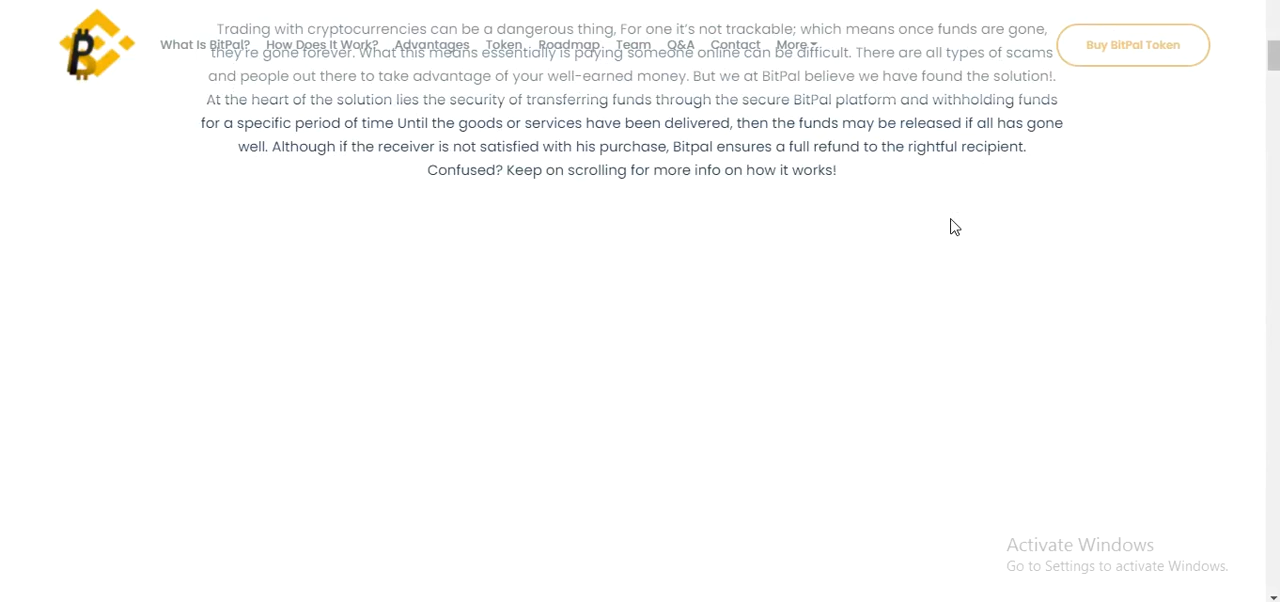 Trading with cryptocurrencies can be a dangerous thing, For one it's not trackable; which means once funds are gone,
What Is BitPal? How Does It Work? Advantages Token Roadmap Team Q&A Contact More
Buy BitPal Token
they're gone forever. What this means essentially is paying someone online can be difficult. There are all types of scams
and people out there to take advantage of your well-earned money. But we at BitPal believe we have found the solution!.
At the heart of the solution lies the security of transferring funds through the secure BitPal platform and withholding funds
for a specific period of time Until the goods or services have been delivered, then the funds may be released if all has gone
well. Although if the receiver is not satisfied with his purchase, Bitpal ensures a full refund to the rightful recipient.
Confused? Keep on scrolling for more info on how it works!
Activate Windows
Go to Settings to activate Windows.